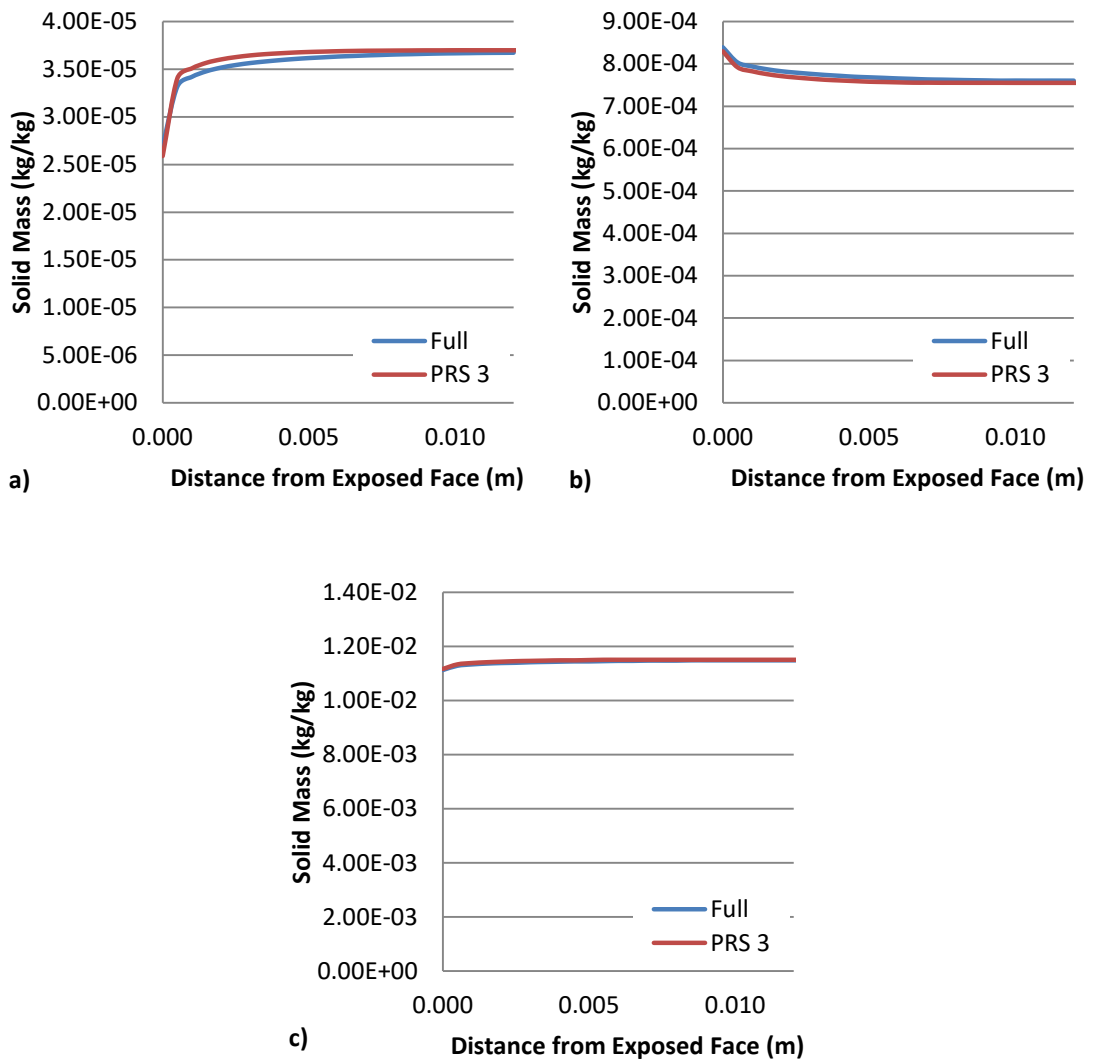 4.00E-05
3.50E-05
3.00E-05
2.50E-05
2.00E-05
1.50E-05
1.00E-05
5.00E-06
0.00E+00
Solid Mass (kg/kg)
Full
PRS 3
0.000 0.005 0.010
a) Distance from Exposed Face (m)
9.00E-04
8.00E-04
7.00E-04
6.00E-04
5.00E-04
4.00E-04
3.00E-04
2.00E-04
1.00E-04
0.00E+00
Solid Mass (kg/kg)
Full
PRS 3
0.000 0.005 0.010
b) Distance from Exposed Face (m)
1.40E-02
1.20E-02
1.00E-02
8.00E-03
6.00E-03
4.00E-03
2.00E-03
0.00E+00
Solid Mass (kg/kg)
Full
PRS 3
0.000 0.005 0.010
c) Distance from Exposed Face (m)